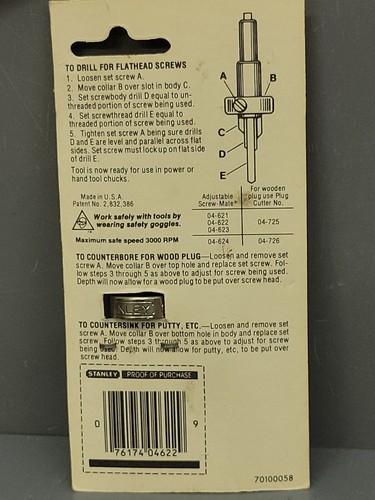 TO DRILL FOR FLATHEAD SCREWS
1. Loosen set screw A.
2. Move collar B over slot in body C.
3. Set screwbody drill D equal to un-
threaded portion of screw being used.
4. Set screwthread drill E equal to
threaded portion of screw being used.
5. Tighten set screw A being sure drills
D and E are level and parallel across flat
sides. Set screw must lock up on flat side
of drill E.
Tool is now ready for use in power or
hand tool chucks.
A
B
C
D
E
Made in U.S.A.
Patent No. 2,832,386
Work safely with tools by
wearing safety goggles.
Maximum safe speed 3000 RPM
Adjustable
Screw-Mate
For wooden
plug use Plug
Cutter No.
04-621
04-622
04-623
04-725
04-624
04-726
TO COUNTERBORE FOR WOOD PLUG—Loosen and remove set
screw A. Move collar B over top hole and replace set screw. Fol-
low steps 3 through 5 as above to adjust for screw being used.
Depth will now allow for a wood plug to be put over screw head.
TO COUNTERSINK FOR PUTTY, ETC.—Loosen and remove set
screw A. Move collar B over bottom hole in body and replace set
screw. Follow steps 3 through 5 as above to adjust for screw
being used. Depth will now allow for putty, etc., to be put over
screw head.
STANLEY PROOF OF PURCHASE
0 76174 04622 9
70100058